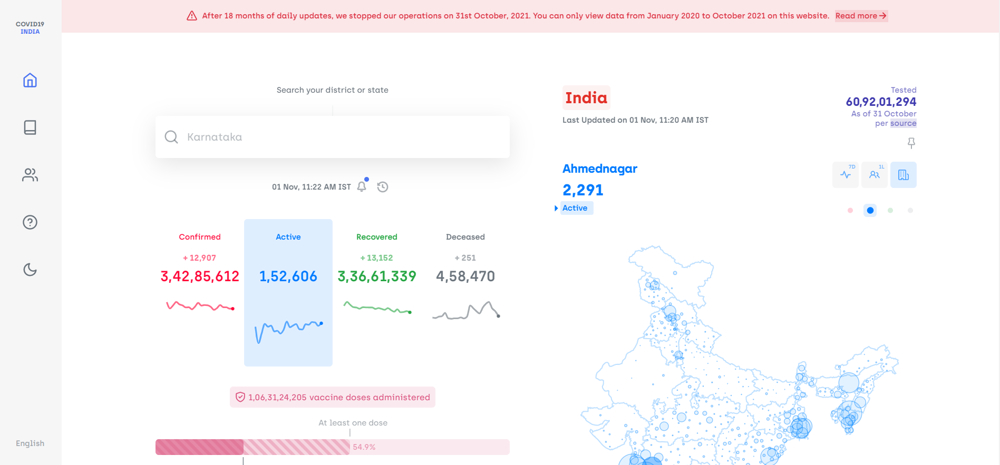 COVID19
INDIA
After 18 months of daily updates, we stopped our operations on 31st October, 2021. You can only view data from January 2020 to October 2021 on this website. Read more
Search your district or state
Karnataka
01 Nov, 11:22 AM IST
Confirmed
+ 12,907
3,42,85,612
Active
1,52,606
Recovered
+ 13,152
3,36,61,339
Deceased
+ 251
4,58,470
1,06,31,24,205 vaccine doses administered
At least one dose
54.9%
India
Last Updated on 01 Nov, 11:20 AM IST
Tested
60,92,01,294
As of 31 October
per source
Ahmednagar
2,291
Active
7D
1L
English